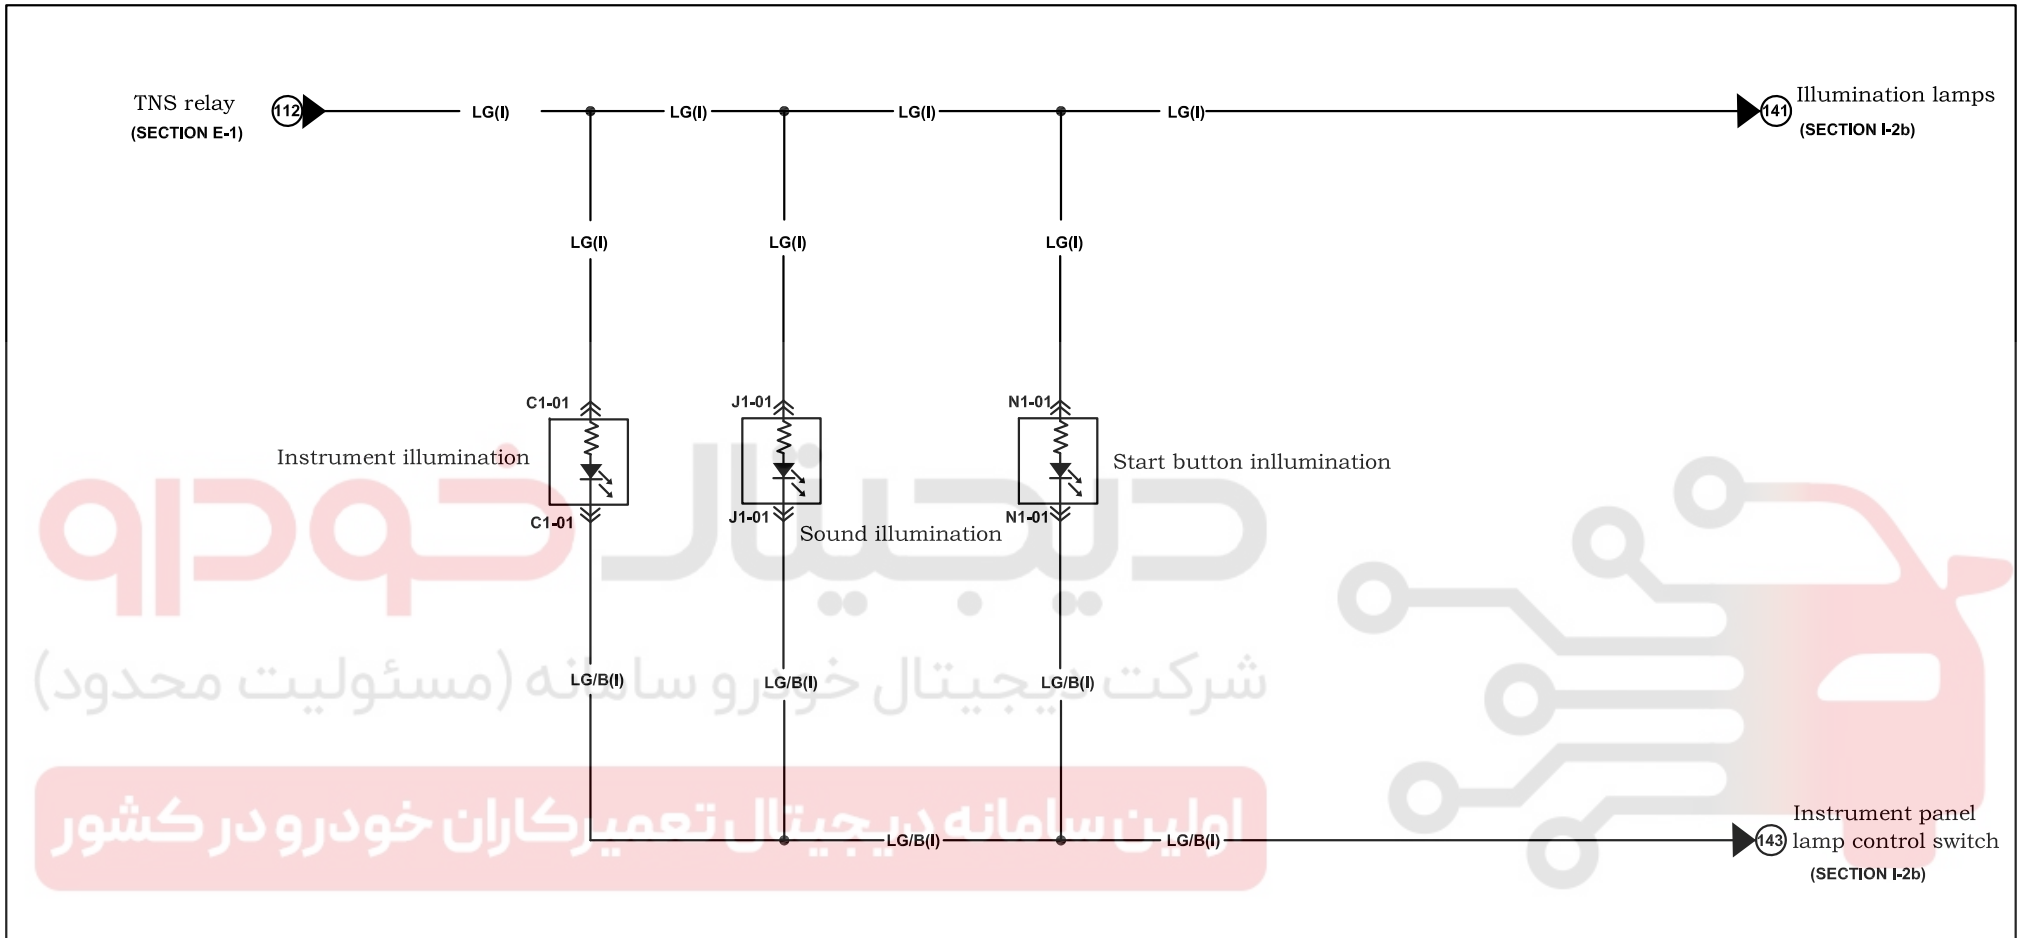 TNS relay
(SECTION E-1)
112
LG(I)
LG(I)
LG(I)
LG(I)
141
Illumination lamps
(SECTION I-2b)
LG(I)
LG(I)
LG(I)
C1-01
J1-01
N1-01
Instrument illumination
Start button inllumination
C1-01
J1-01
N1-01
Sound illumination
دیجیتال خودرو
شرکت دیجیتال خودرو سامانه (مسئولیت محدود)
LG/B(I)
LG/B(I)
LG/B(I)
اولین سامانه دیجیتال تعمیرکاران خودرو در کشور
LG/B(I)
LG/B(I)
143
Instrument panel
lamp control switch
(SECTION I-2b)